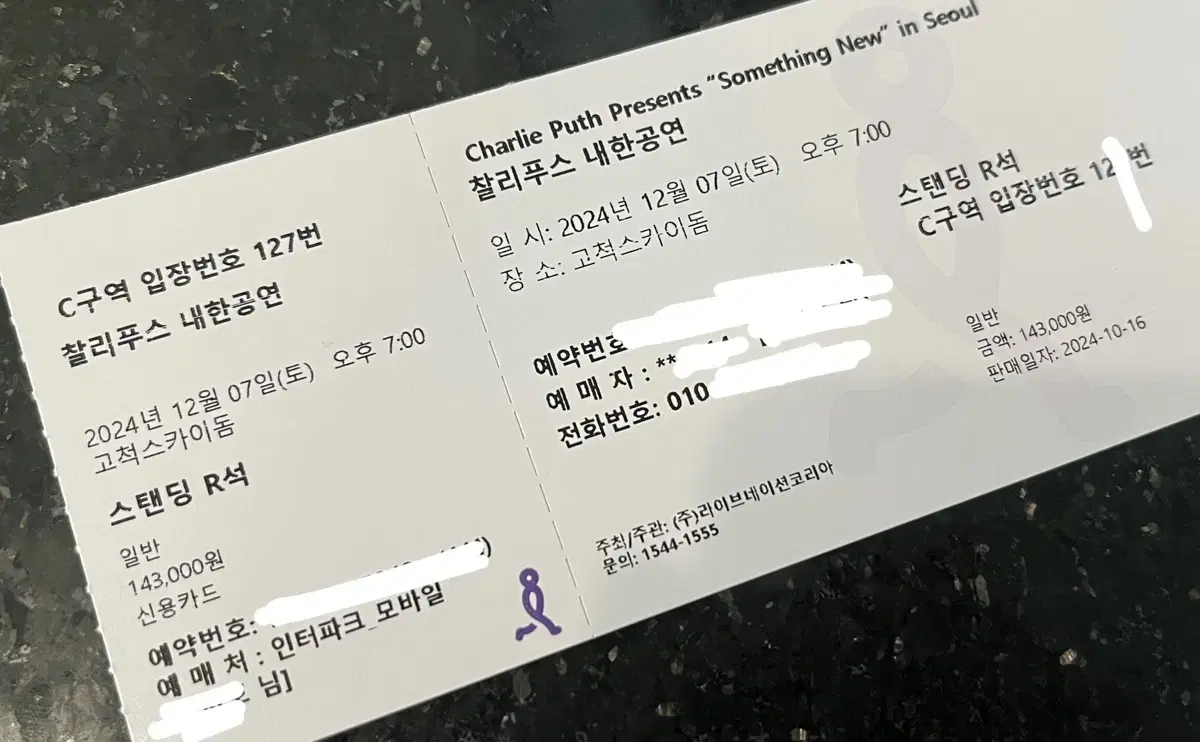 C구역 입장번호 127번
찰리푸스 내한공연
2024년 12월 07일(토) 오후 7:00
고척스카이돔
스탠딩 R석
일반
143,000원
신용카드
예약번호:
예 매 처 : 인터파크_모바일
님]
Charlie Puth Presents "Something New" in Seoul
찰리푸스 내한공연
일 시: 2024년 12월 07일(토) 오후 7:00
장 소: 고척스카이돔
예약번호
예 매 자 : **
전화번호: 010
주최/주관: (주)라이브네이션코리아
문의: 1544-1555
스탠딩 R석
C구역 입장번호 12 번
일반
금액: 143,000원
판매일자: 2024-10-16